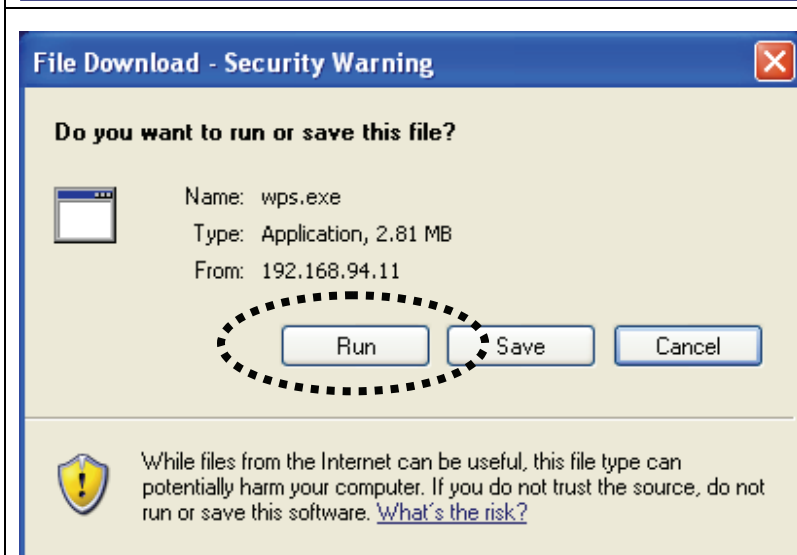 File Download - Security Warning
Do you want to run or save this file?
Name: wps.exe
Type: Application, 2.81 MB
From: 192.168.94.11
Run Save Cancel
While files from the Internet can be useful, this file type can
potentially harm your computer. If you do not trust the source, do not
run or save this software. What's the risk?